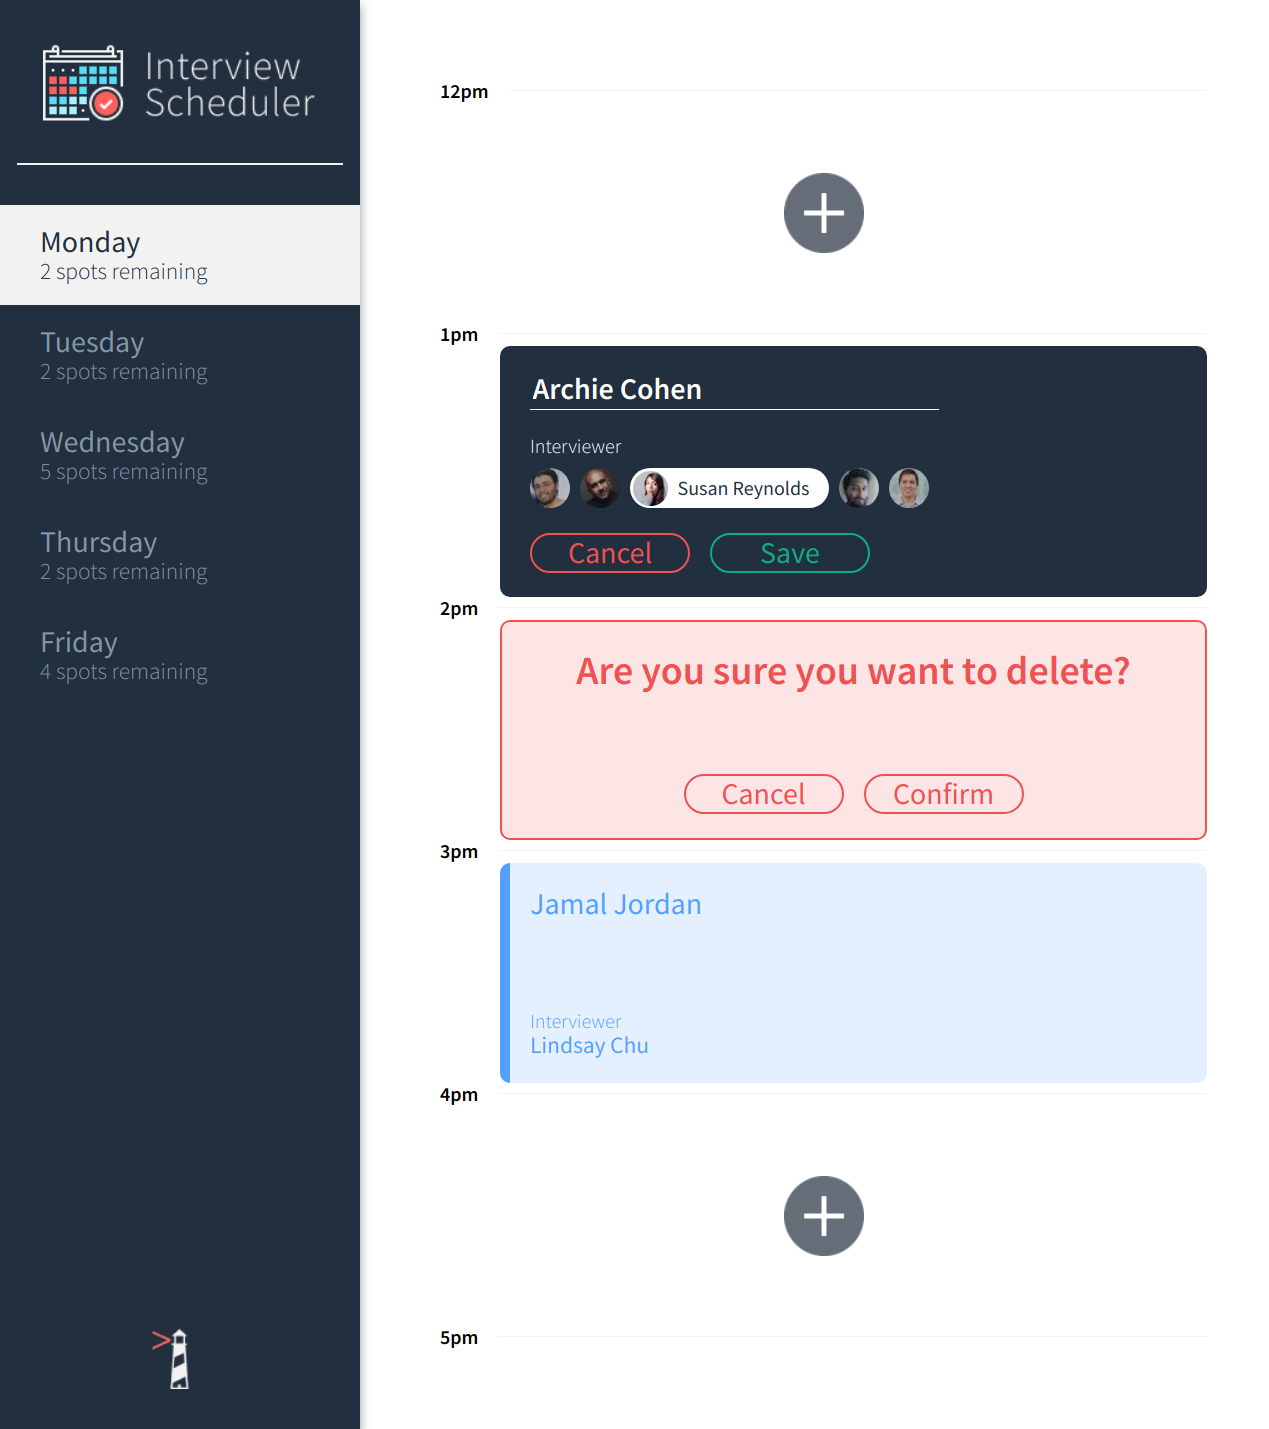 Interview
Scheduler
Monday
2 spots remaining
Tuesday
2 spots remaining
Wednesday
5 spots remaining
Thursday
2 spots remaining
Friday
4 spots remaining
12pm
1pm
Archie Cohen
Interviewer
Susan Reynolds
Cancel Save
2pm
Are you sure you want to delete?
Cancel Confirm
3pm
Jamal Jordan
Interviewer
Lindsay Chu
4pm
5pm